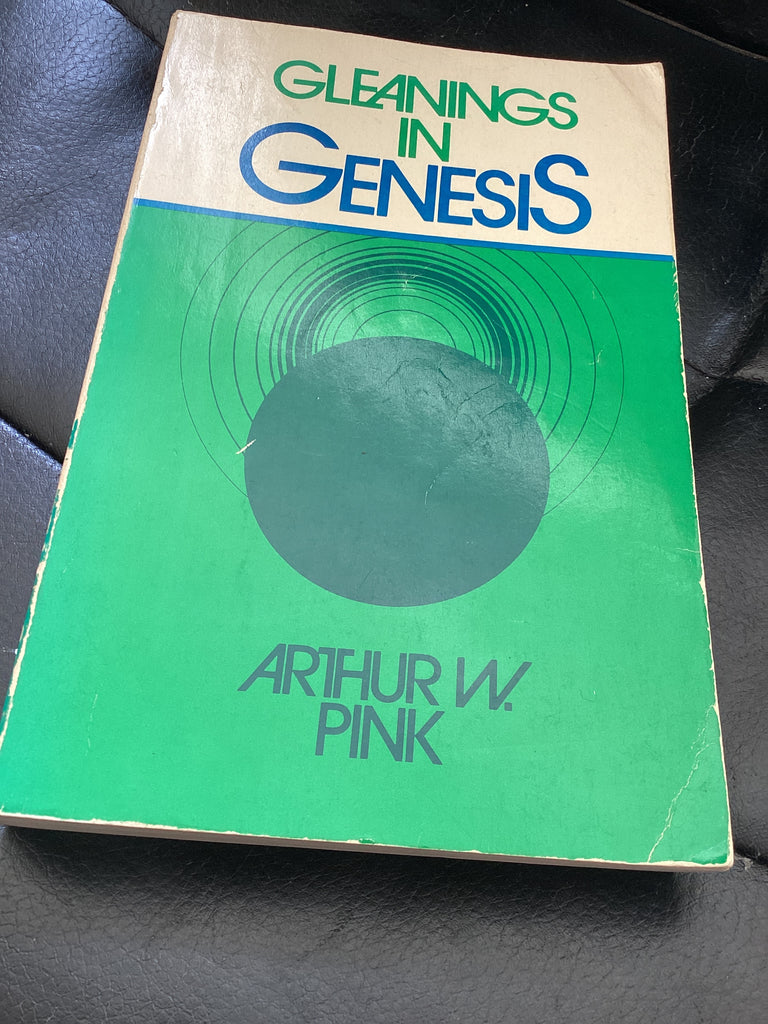 GLEANINGS
IN
GENESIS
ARTHUR W.
PINK